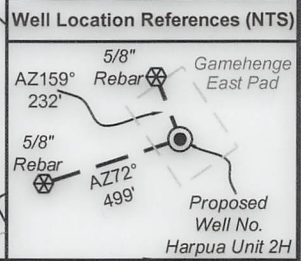 Well Location References (NTS)
5/8"
Rebar
Gamehenge
East Pad
AZ159°
232'
5/8"
Rebar
AZ72°
499'
Proposed
Well No.
Harpua Unit 2H